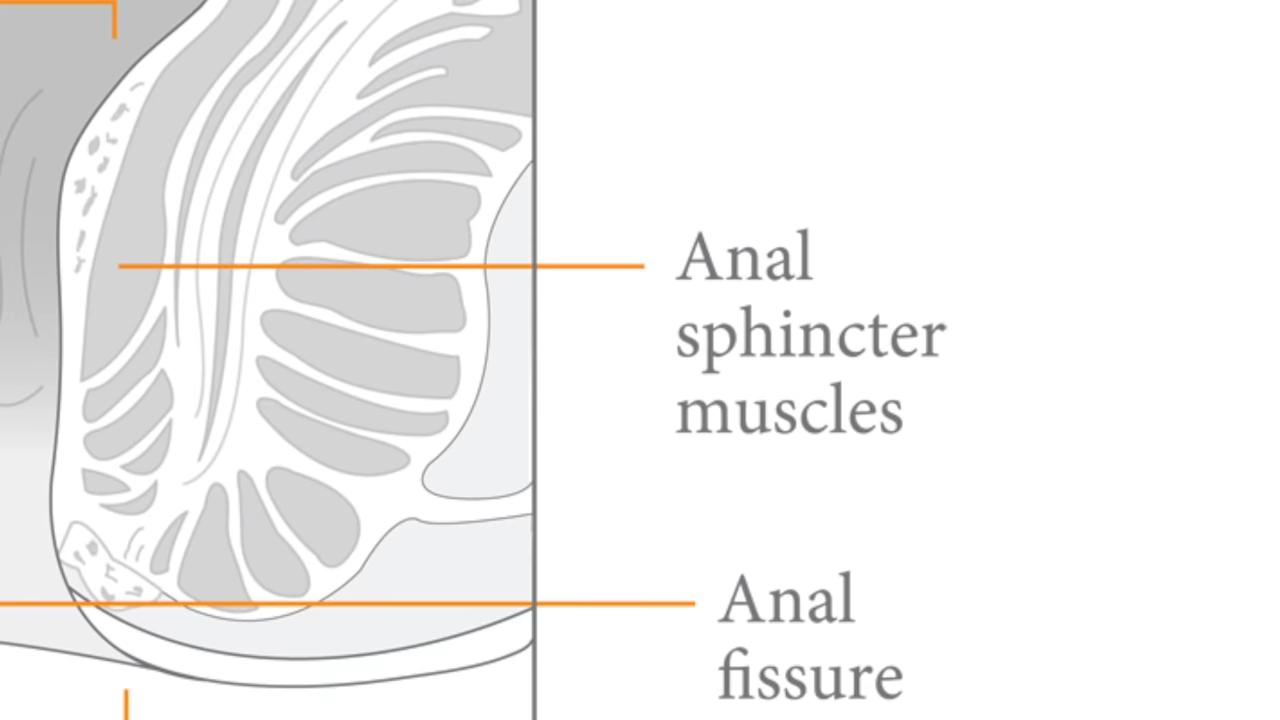 Anal
sphincter
muscles
Anal
fissure